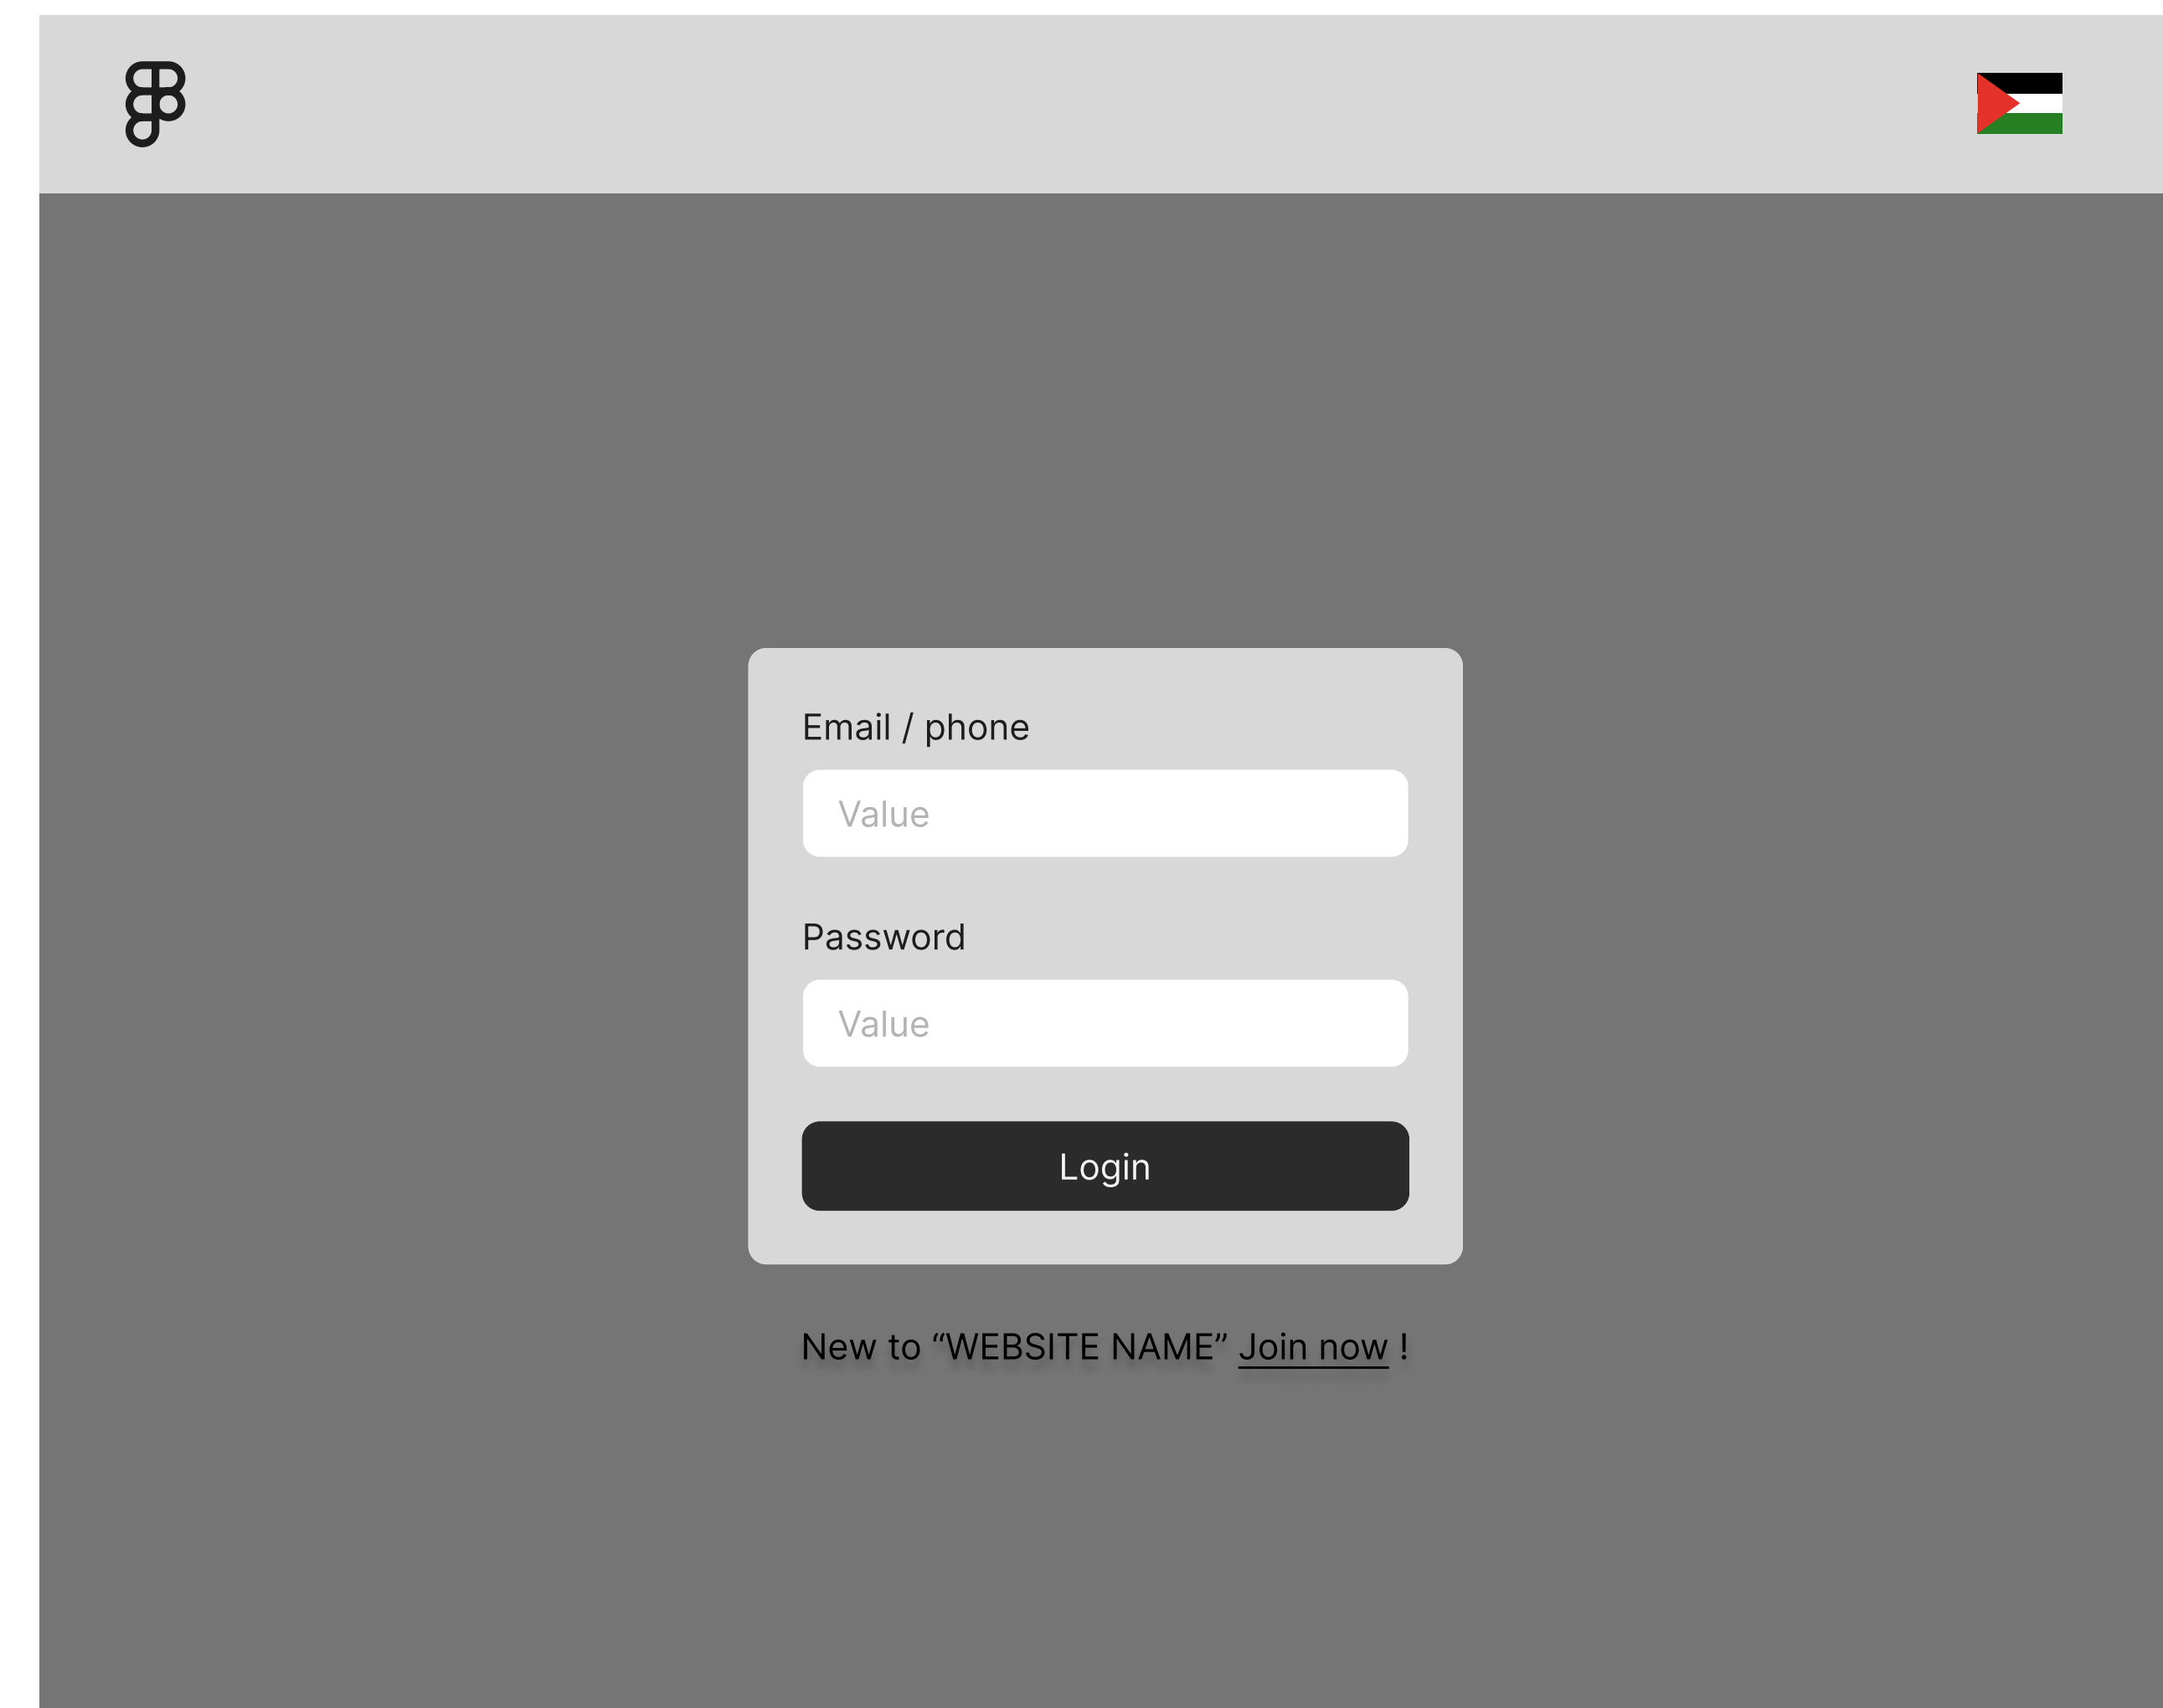 Email / phone
Value
Password
Value
Login
New to “WEBSITE NAME” Join now !